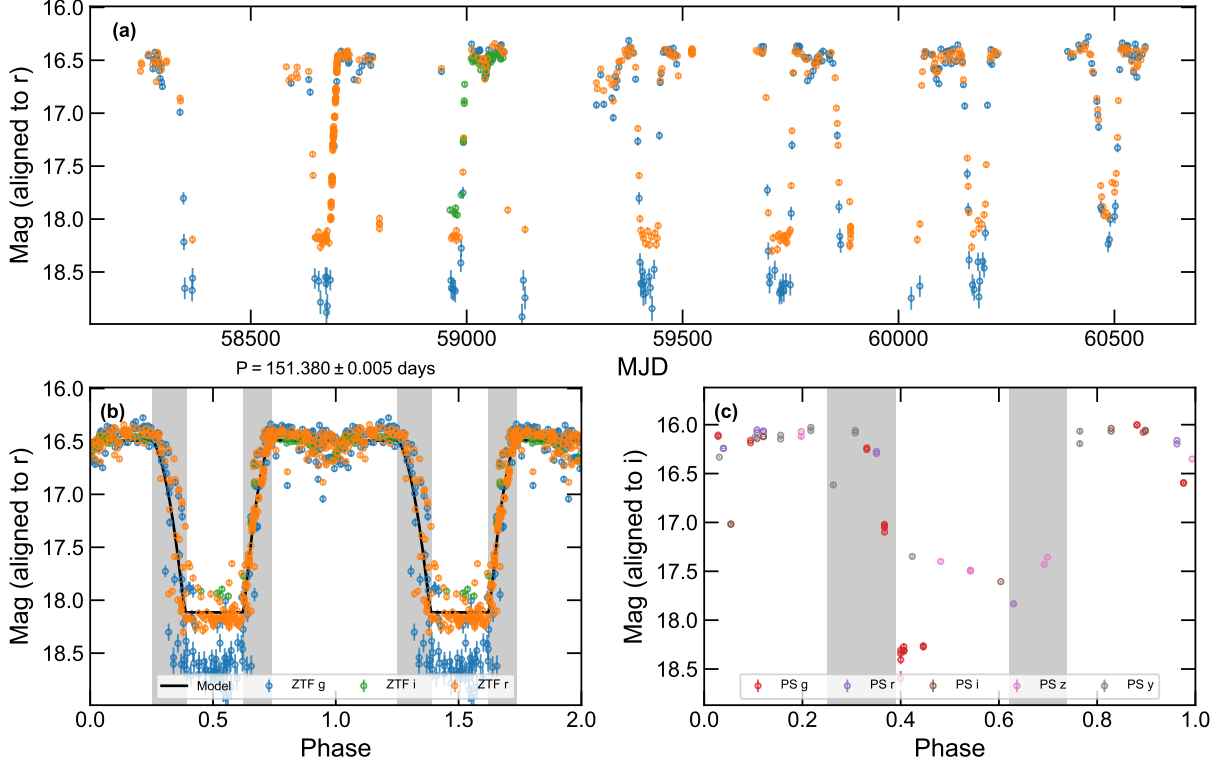 (a)
Mag (aligned to r)
16.0
16.5
17.0
17.5
18.0
18.5
58500
59000
59500
60000
60500
MJD
P = 151.380 ± 0.005 days
(b)
Mag (aligned to r)
16.0
16.5
17.0
17.5
18.0
18.5
Model
ZTF g
ZTF i
ZTF r
0.0
0.5
1.0
1.5
2.0
Phase
(c)
Mag (aligned to i)
16.0
16.5
17.0
17.5
18.0
18.5
PS g
PS r
PS i
PS z
PS y
0.0
0.2
0.4
0.6
0.8
1.0
Phase